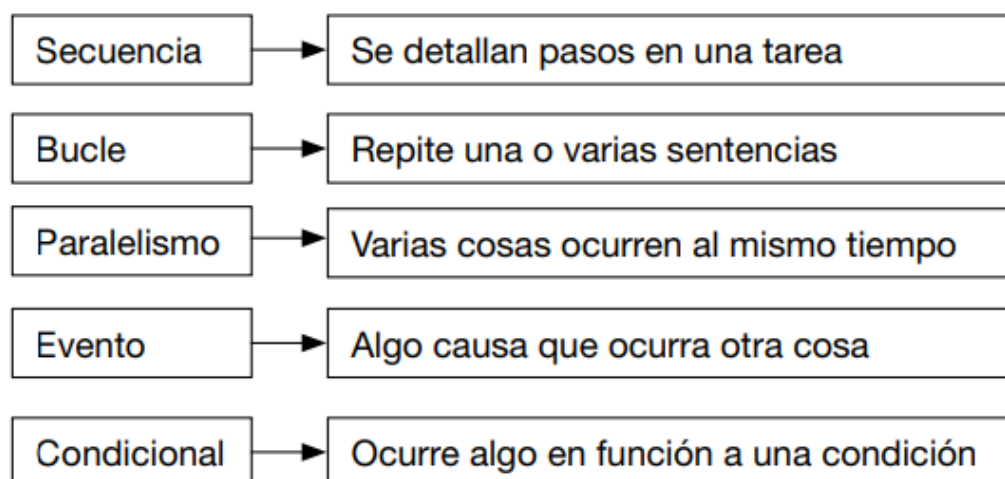 Secuencia
Se detallan pasos en una tarea
Bucle
Repite una o varias sentencias
Paralelismo
Varias cosas ocurren al mismo tiempo
Evento
Algo causa que ocurra otra cosa
Condicional
Ocurre algo en función a una condición